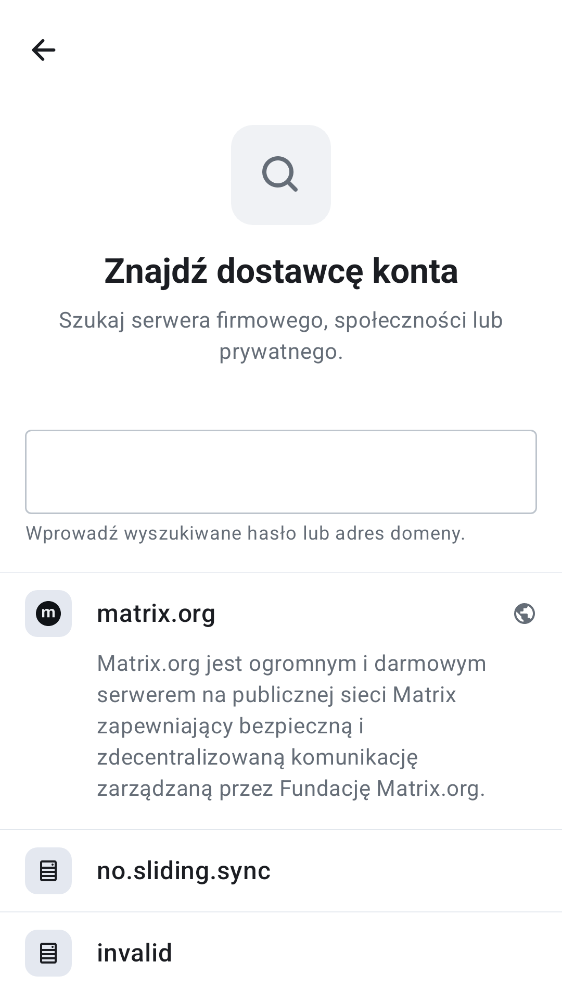 Znajdź dostawcę konta
Szukaj serwera firmowego, społeczności lub
prywatnego.
Wprowadź wyszukiwane hasło lub adres domeny.
m
matrix.org
Matrix.org jest ogromnym i darmowym
serwerem na publicznej sieci Matrix
zapewniający bezpieczną i
zdecentralizowaną komunikację
zarządzaną przez Fundację Matrix.org.
no.sliding.sync
invalid